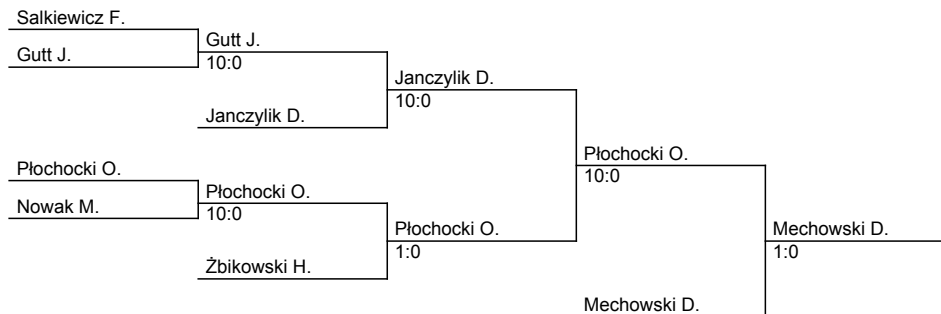 Salkiewicz F.
Gutt J.
Gutt J.
10:0
Janczylik D.
10:0
Janczylik D.
Płochocki O.
10:0
Płochocki O.
Nowak M.
Płochocki O.
10:0
Płochocki O.
1:0
Żbikowski H.
Mechowski D.
1:0
Mechowski D.